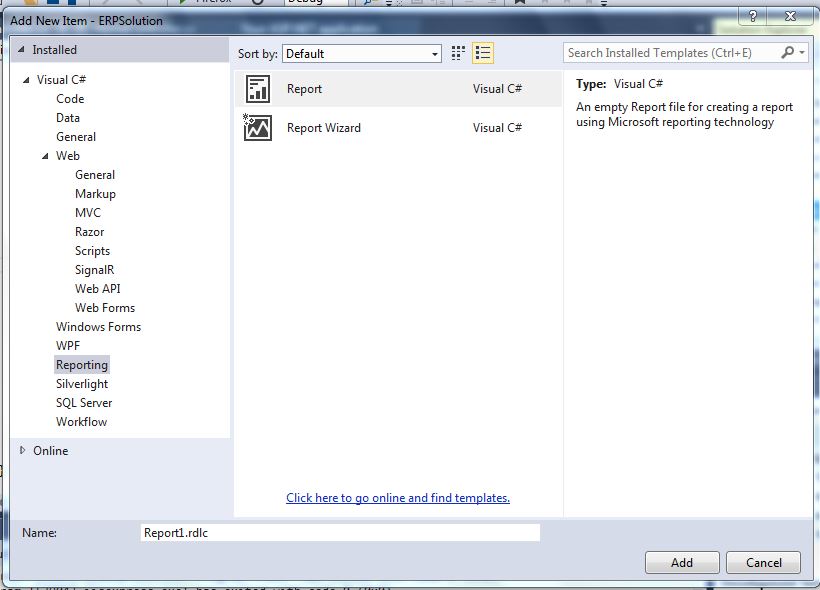 Firefox
Debug
Add New Item - ERPSolution
?
Installed
Sort by: Default
Search Installed Templates (Ctrl+E)
Visual C#
Code
Data
General
Web
General
Markup
MVC
Razor
Scripts
SignalR
Web API
Web Forms
Windows Forms
WPF
Reporting
Silverlight
SQL Server
Workflow
Online
Report Visual C#
Report Wizard Visual C#
Type: Visual C#
An empty Report file for creating a report
using Microsoft reporting technology
Click here to go online and find templates.
Name: Report1.rdlc
Add Cancel